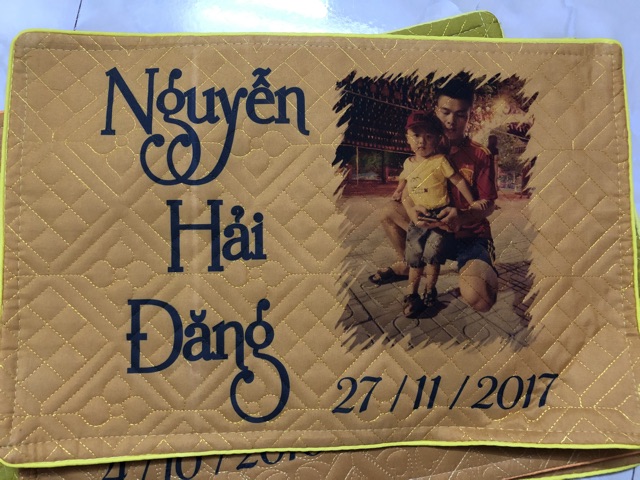 Nguyễn
Hải
Đăng
27 / 11 / 2017